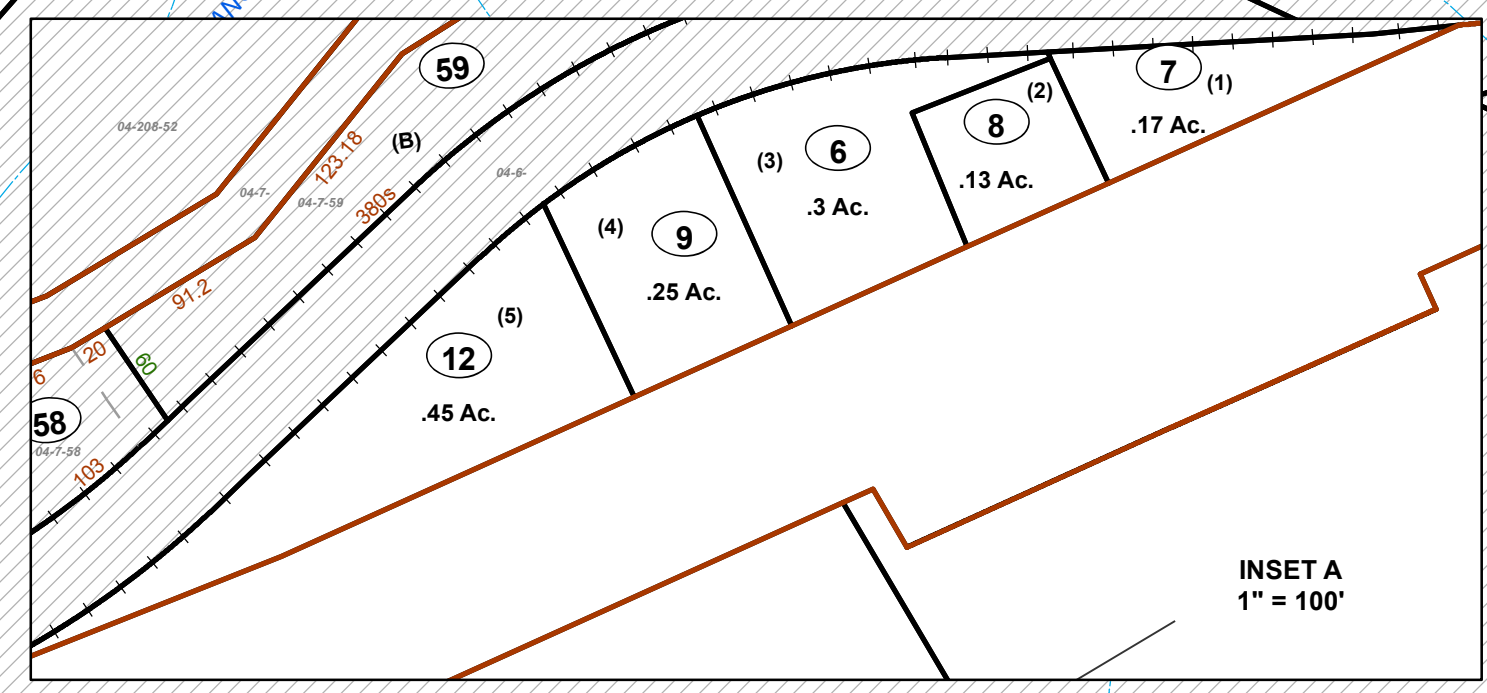 59
04-208-52
(B)
123.18
04-7-
04-7-59
380s
04-6-
91.2
20
60
6
58
04-7-58
103
7
(1)
.17 Ac.
(2)
8
.13 Ac.
(3)
6
.3 Ac.
(4)
9
.25 Ac.
(5)
12
.45 Ac.
INSET A
1" = 100'